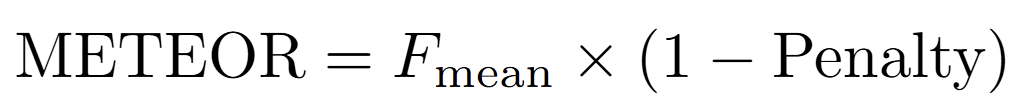 METEOR = F_mean × (1 − Penalty)